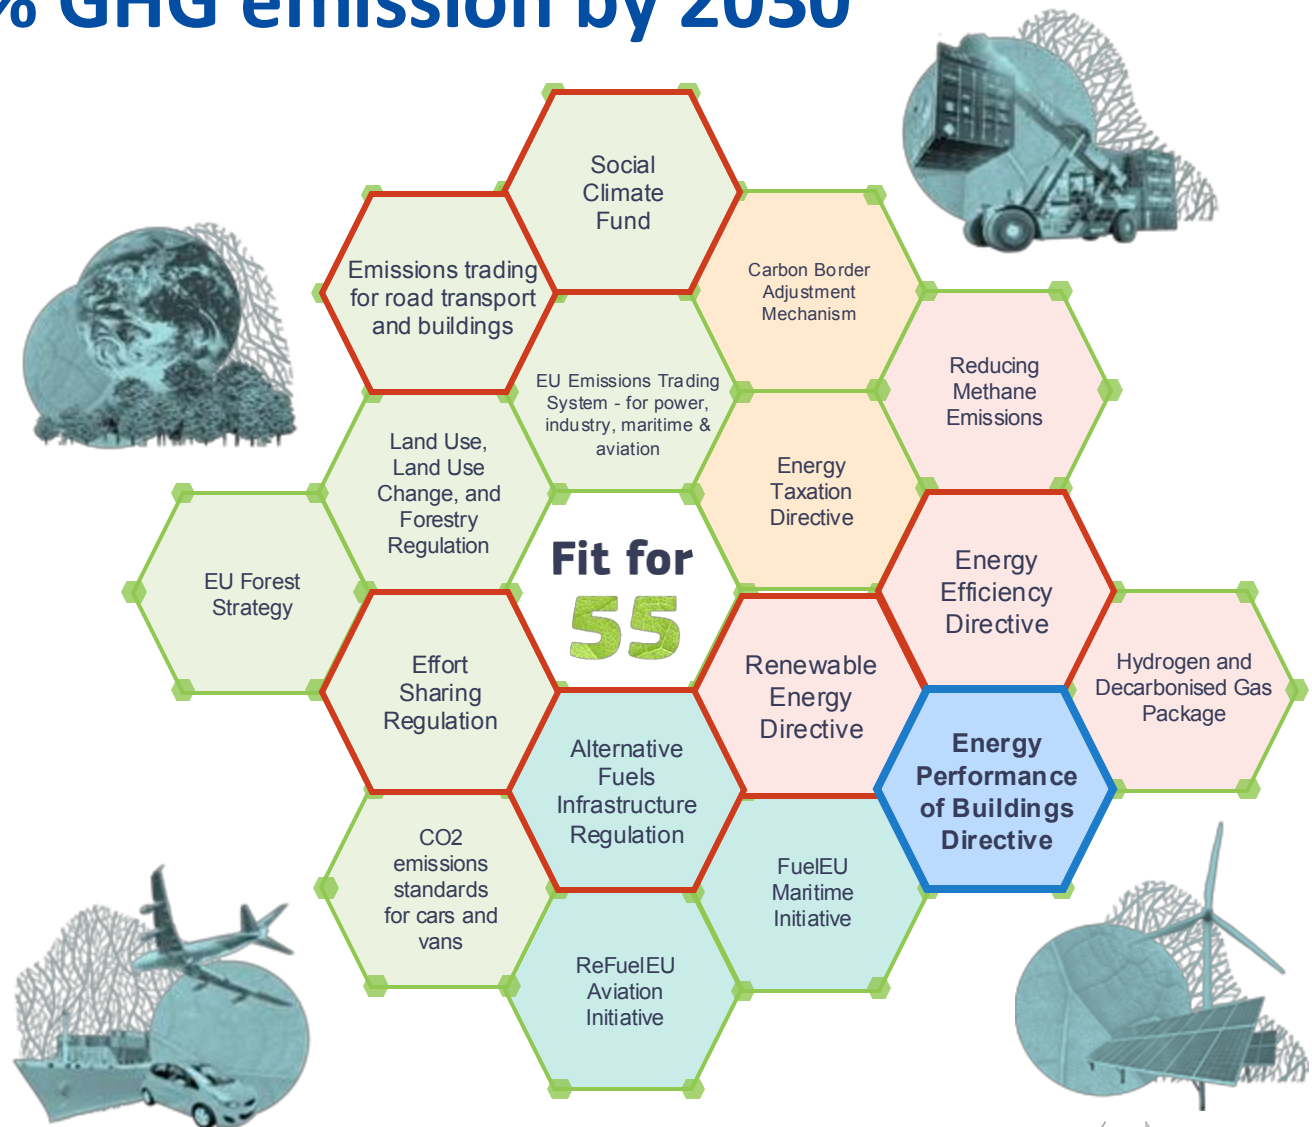 % GHG emission by 2030
Social
Climate
Fund
Emissions trading
for road transport
and buildings
Carbon Border
Adjustment
Mechanism
EU Emissions Trading
System - for power,
industry, maritime &
aviation
Reducing
Methane
Emissions
Land Use,
Land Use
Change, and
Forestry
Regulation
Energy
Taxation
Directive
EU Forest
Strategy
Fit for
55
Energy
Efficiency
Directive
Effort
Sharing
Regulation
Renewable
Energy
Directive
Hydrogen and
Decarbonised Gas
Package
Alternative
Fuels
Infrastructure
Regulation
Energy
Performance
of Buildings
Directive
CO2
emissions
standards
for cars and
vans
FuelEU
Maritime
Initiative
ReFuelEU
Aviation
Initiative